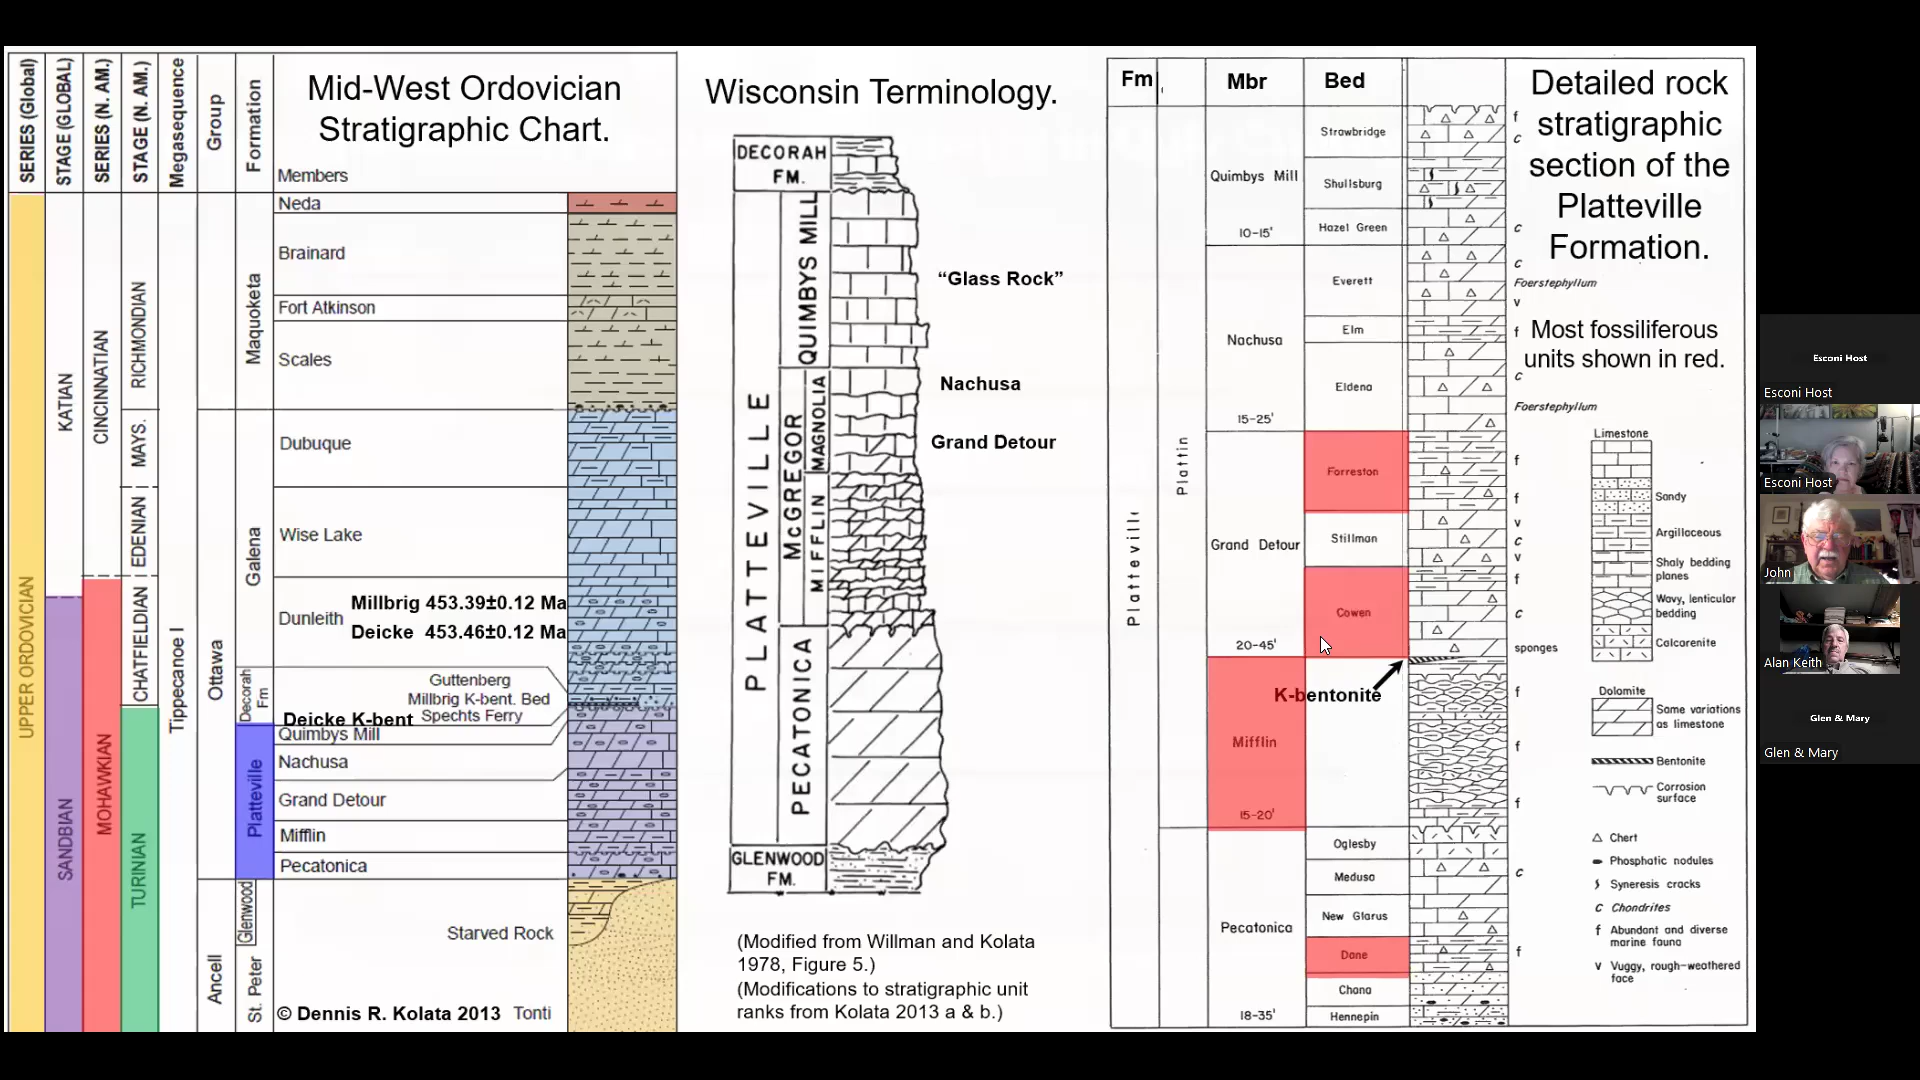 SERIES (Global)
STAGE (GLOBAL)
SERIES (N. AM.)
STAGE (N. AM.)
Megasequence
Group
Formation
Mid-West Ordovician
Stratigraphic Chart.
Members
UPPER ORDOVICIAN
KATIAN
SANDBIAN
CINCINNATIAN
MOHAWKIAN
RICHMONDIAN
MAYS.
EDENIAN
CHATFIELDIAN
TURINIAN
Tippecanoe I
Ottawa
Ancell
Maquoketa
Galena
Decorah
Fm
Platteville
Glenwood
St. Peter
Neda
Brainard
Fort Atkinson
Scales
Dubuque
Wise Lake
Dunleith
Millbrig 453.39±0.12 Ma
Deicke 453.46±0.12 Ma
Guttenberg
Millbrig K-bent. Bed
Spechts Ferry
Deicke K-bent
Quimbys Mill
Nachusa
Grand Detour
Mifflin
Pecatonica
Starved Rock
© Dennis R. Kolata 2013 Tonti
Wisconsin Terminology.
DECORAH
FM.
PLATTEVILLE
QUIMBYS MILL
McGREGOR
MAGNOLIA
MIFFLIN
PECATONICA
GLENWOOD
FM.
“Glass Rock”
Nachusa
Grand Detour
(Modified from Willman and Kolata
1978, Figure 5.)
(Modifications to stratigraphic unit
ranks from Kolata 2013 a & b.)
Fm
Mbr
Bed
Platteville
Plattin
Quimbys Mill
10-15'
Nachusa
15-25'
Grand Detour
20-45'
Mifflin
15-20'
Pecatonica
18-35'
Strawbridge
Shullsburg
Hazel Green
Everett
Elm
Eldena
Forreston
Stillman
Cowen
K-bentonite
Oglesby
Medusa
New Glarus
Dane
Chana
Hennepin
f
c
c
c
Foerstephyllum
v
f
c
Foerstephyllum
f
f
v
c
v
f
c
sponges
f
f
f
c
f
Detailed rock
stratigraphic
section of the
Platteville
Formation.
Most fossiliferous
units shown in red.
Limestone
Sandy
Argillaceous
Shaly bedding
planes
Wavy, lenticular
bedding
Calcarenite
Dolomite
Same variations
as limestone
Bentonite
Corrosion
surface
Chert
Phosphatic nodules
Syneresis cracks
c Chondrites
f Abundant and diverse
marine fauna
v Vuggy, rough-weathered
face
Esconi Host
Esconi Host
Esconi Host
John
Alan Keith
Glen & Mary
Glen & Mary